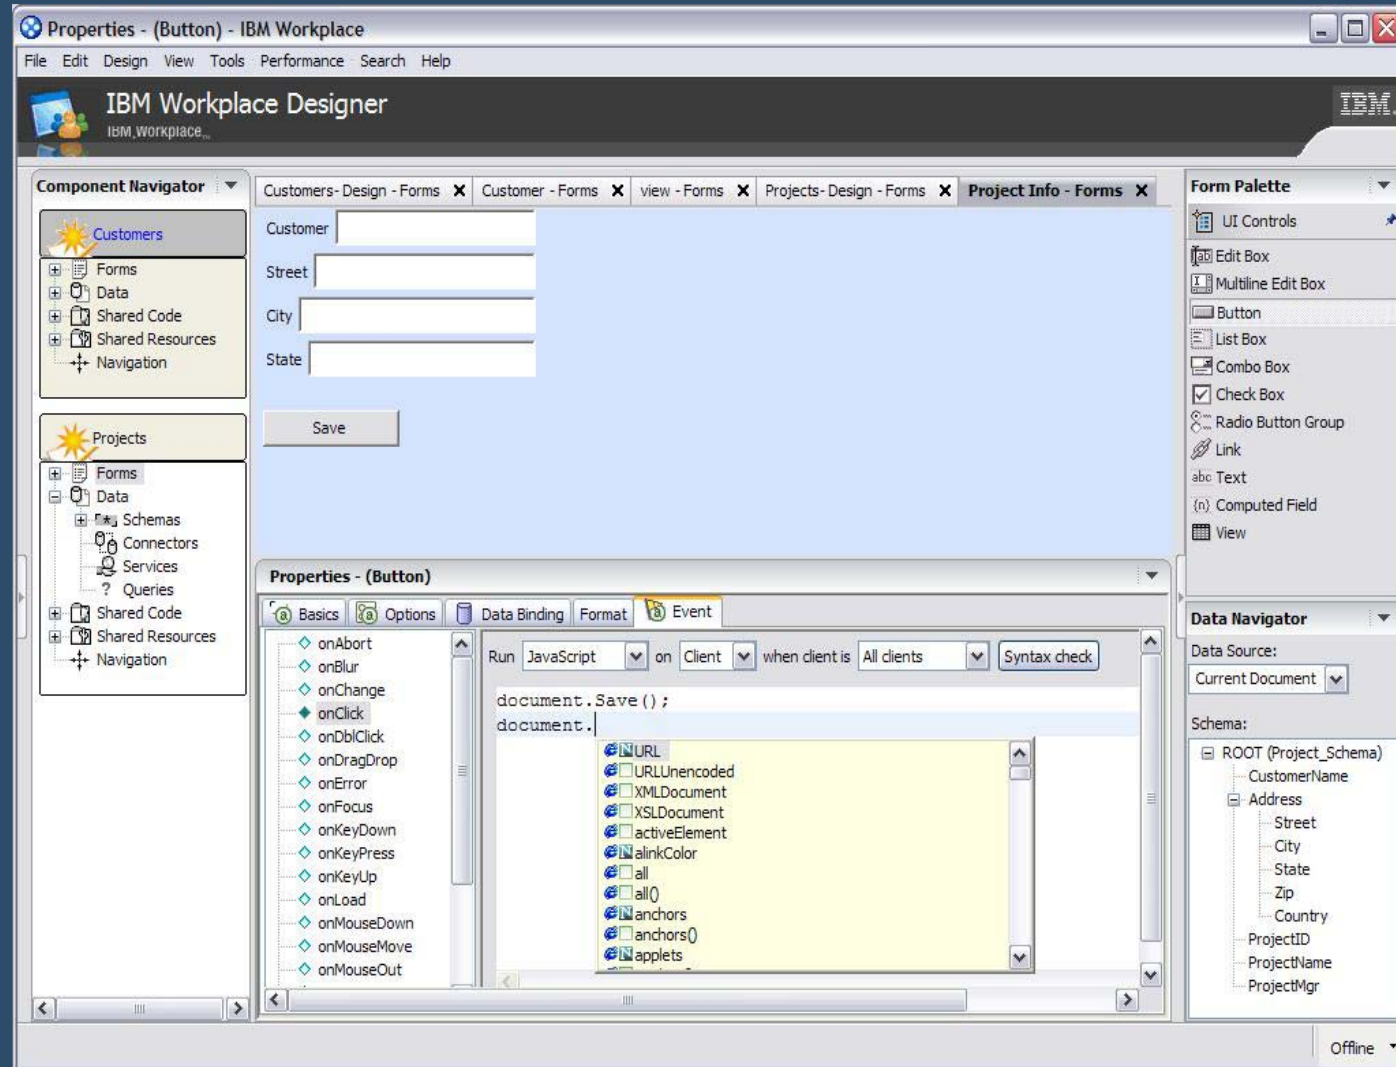 Properties - (Button) - IBM Workplace
File Edit Design View Tools Performance Search Help
IBM Workplace Designer
IBM.
IBM Workplace
Component Navigator
Customers
Forms
Data
Shared Code
Shared Resources
Navigation
Projects
Forms
Data
Schemas
Connectors
Services
? Queries
Shared Code
Shared Resources
Navigation
Customers- Design - Forms X Customer - Forms X view - Forms X Projects- Design - Forms X Project Info - Forms X
Customer
Street
City
State
Save
Properties - (Button)
Basics Options Data Binding Format Event
onAbort
onBlur
onChange
onClick
onDblClick
onDragDrop
onError
onFocus
onKeyDown
onKeyPress
onKeyUp
onLoad
onMouseDown
onMouseMove
onMouseOut
Run JavaScript on Client when client is All clients Syntax check
document.Save();
document.
URL
URLUnencoded
XMLDocument
XSLDocument
activeElement
alinkColor
all
all()
anchors
anchors()
applets
Form Palette
UI Controls
Edit Box
Multiline Edit Box
Button
List Box
Combo Box
Check Box
Radio Button Group
Link
abc Text
{n} Computed Field
View
Data Navigator
Data Source:
Current Document
Schema:
ROOT (Project_Schema)
CustomerName
Address
Street
City
State
Zip
Country
ProjectID
ProjectName
ProjectMgr
Offline